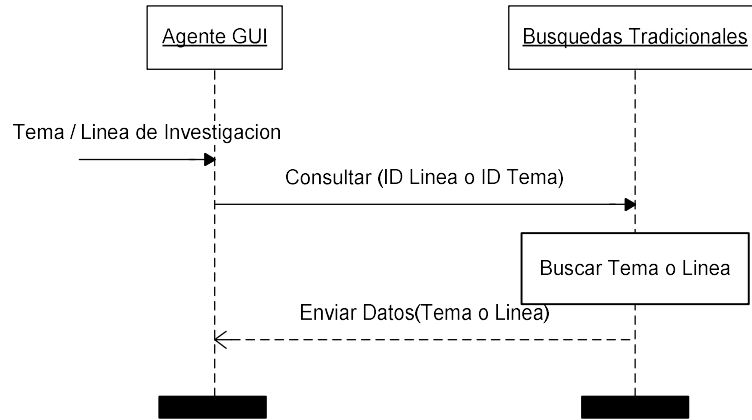 Agente GUI
Busquedas Tradicionales
Tema / Linea de Investigacion
Consultar (ID Linea o ID Tema)
Buscar Tema o Linea
Enviar Datos(Tema o Linea)